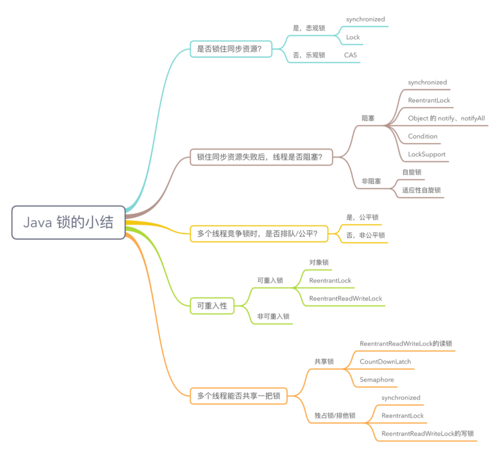 Java 锁的小结
是否锁住同步资源？
是，悲观锁
synchronized
Lock
否，乐观锁
CAS
锁住同步资源失败后，线程是否阻塞？
阻塞
synchronized
ReentrantLock
Object 的 notify、notifyAll
Condition
LockSupport
非阻塞
自旋锁
适应性自旋锁
多个线程竞争锁时，是否排队/公平？
是，公平锁
否，非公平锁
可重入性
可重入锁
对象锁
ReentrantLock
ReentrantReadWriteLock
非可重入锁
多个线程能否共享一把锁
共享锁
ReentrantReadWriteLock的读锁
CountDownLatch
Semaphore
独占锁/排他锁
synchronized
ReentrantLock
ReentrantReadWriteLock的写锁